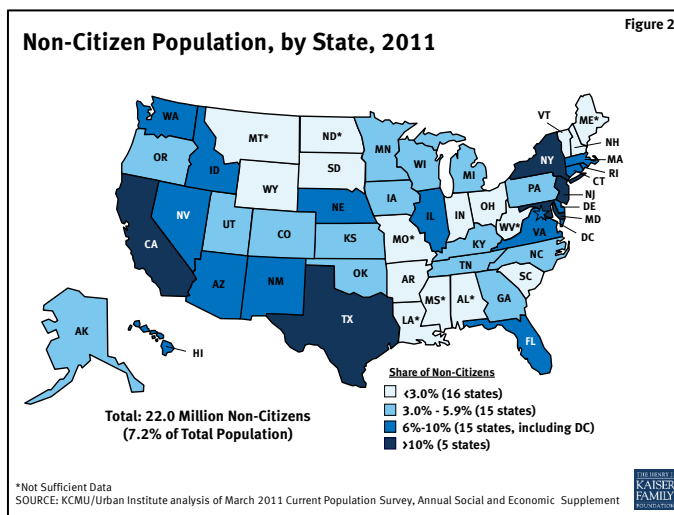 Figure 2
Non-Citizen Population, by State, 2011
WA
MT*
ND*
MN
VT
ME*
NH
OR
ID
SD
WI
MI
NY
MA
RI
CT
WY
IA
PA
NJ
NV
NE
IL
IN
OH
DE
MD
UT
CO
KS
MO*
KY
WV*
VA
DC
CA
OK
TN
NC
AZ
NM
AR
SC
TX
LA*
MS*
AL*
GA
AK
HI
FL
Share of Non-Citizens
<3.0% (16 states)
3.0% - 5.9% (15 states)
6%-10% (15 states, including DC)
>10% (5 states)
Total: 22.0 Million Non-Citizens
(7.2% of Total Population)
*Not Sufficient Data
SOURCE: KCMU/Urban Institute analysis of March 2011 Current Population Survey, Annual Social and Economic Supplement
THE HENRY J.
KAISER
FAMILY
FOUNDATION